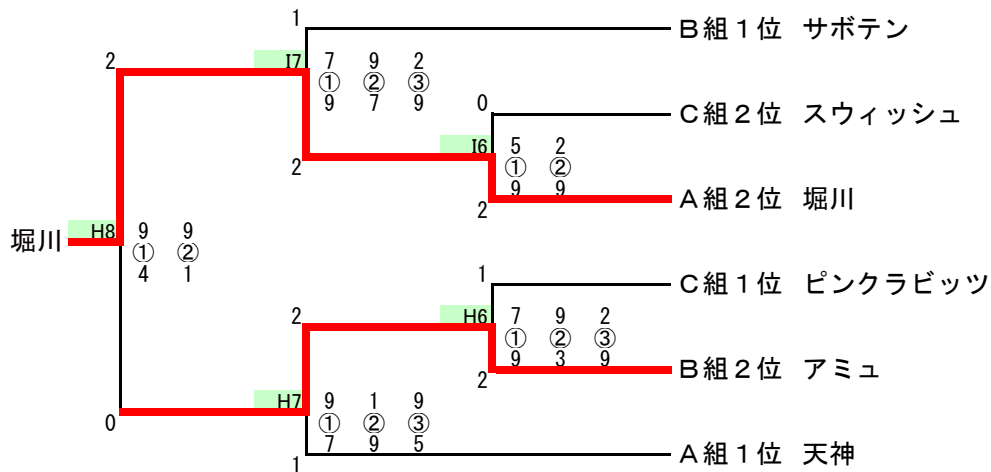 1 B組1位 サボテン
2 I7 7 9 2
① ② ③
9 7 9 0 C組2位 スウィッシュ
I6 5 2
2 ① ②
9 9 A組2位 堀川
2
堀川 H8 9 9
① ②
4 1 1 C組1位 ピンクラビッツ
2 H6 7 9 2
① ② ③
9 3 9 B組2位 アミュ
2
H7 9 1 9
0 ① ② ③
7 9 5 A組1位 天神
1